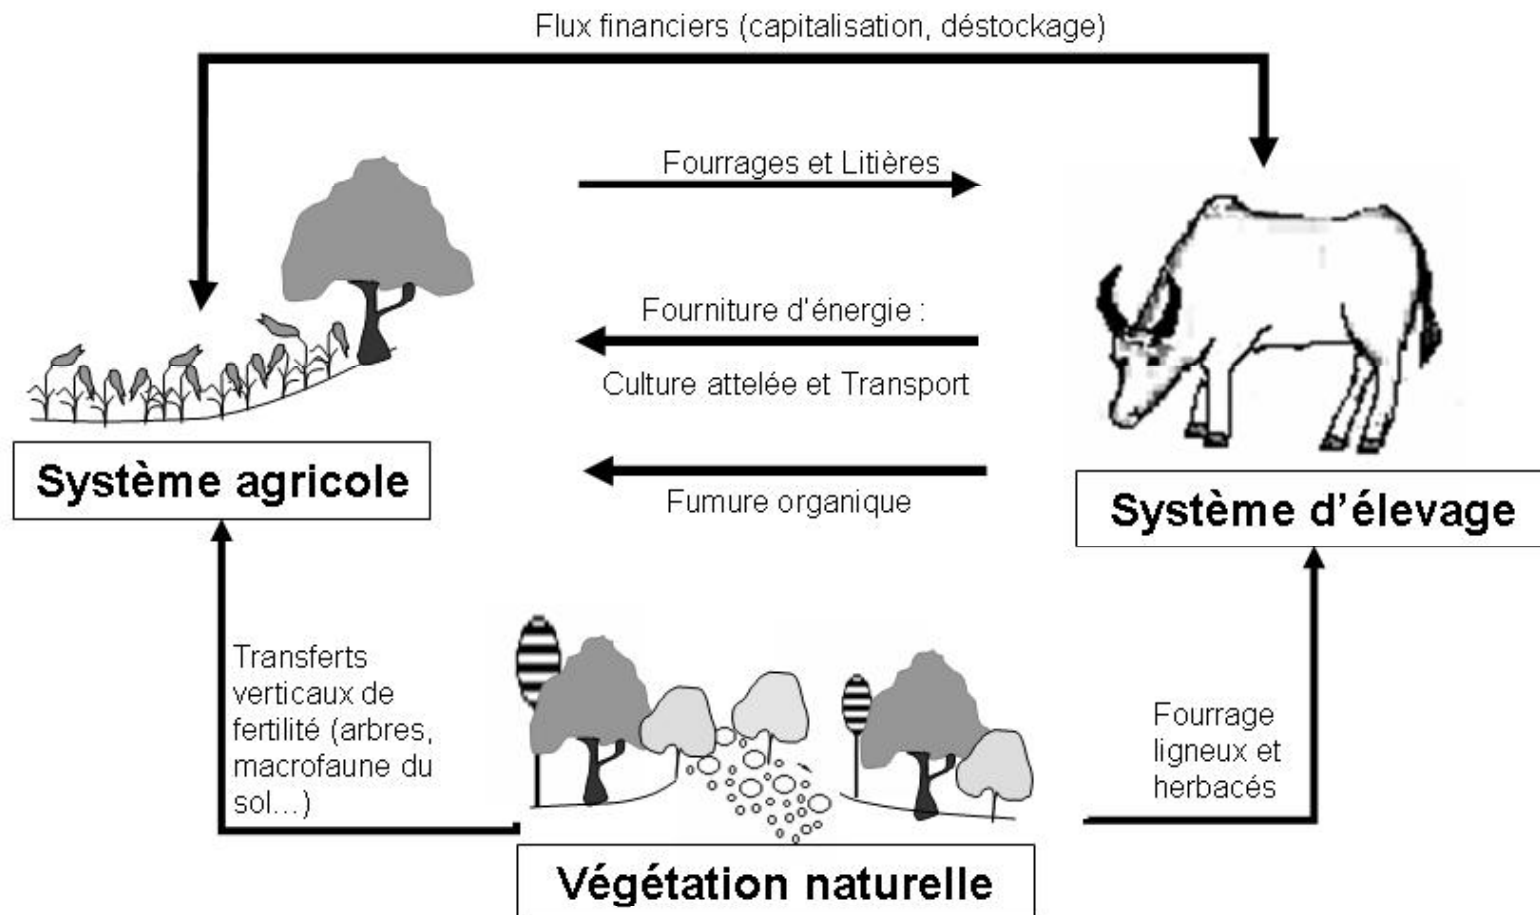 Flux financiers (capitalisation, déstockage)
Fourrages et Litières
Fourniture d'énergie :
Culture attelée et Transport
Fumure organique
Système agricole
Système d'élevage
Transferts
verticaux de
fertilité (arbres,
macrofaune du
sol...)
Fourrage
ligneux et
herbacés
Végétation naturelle